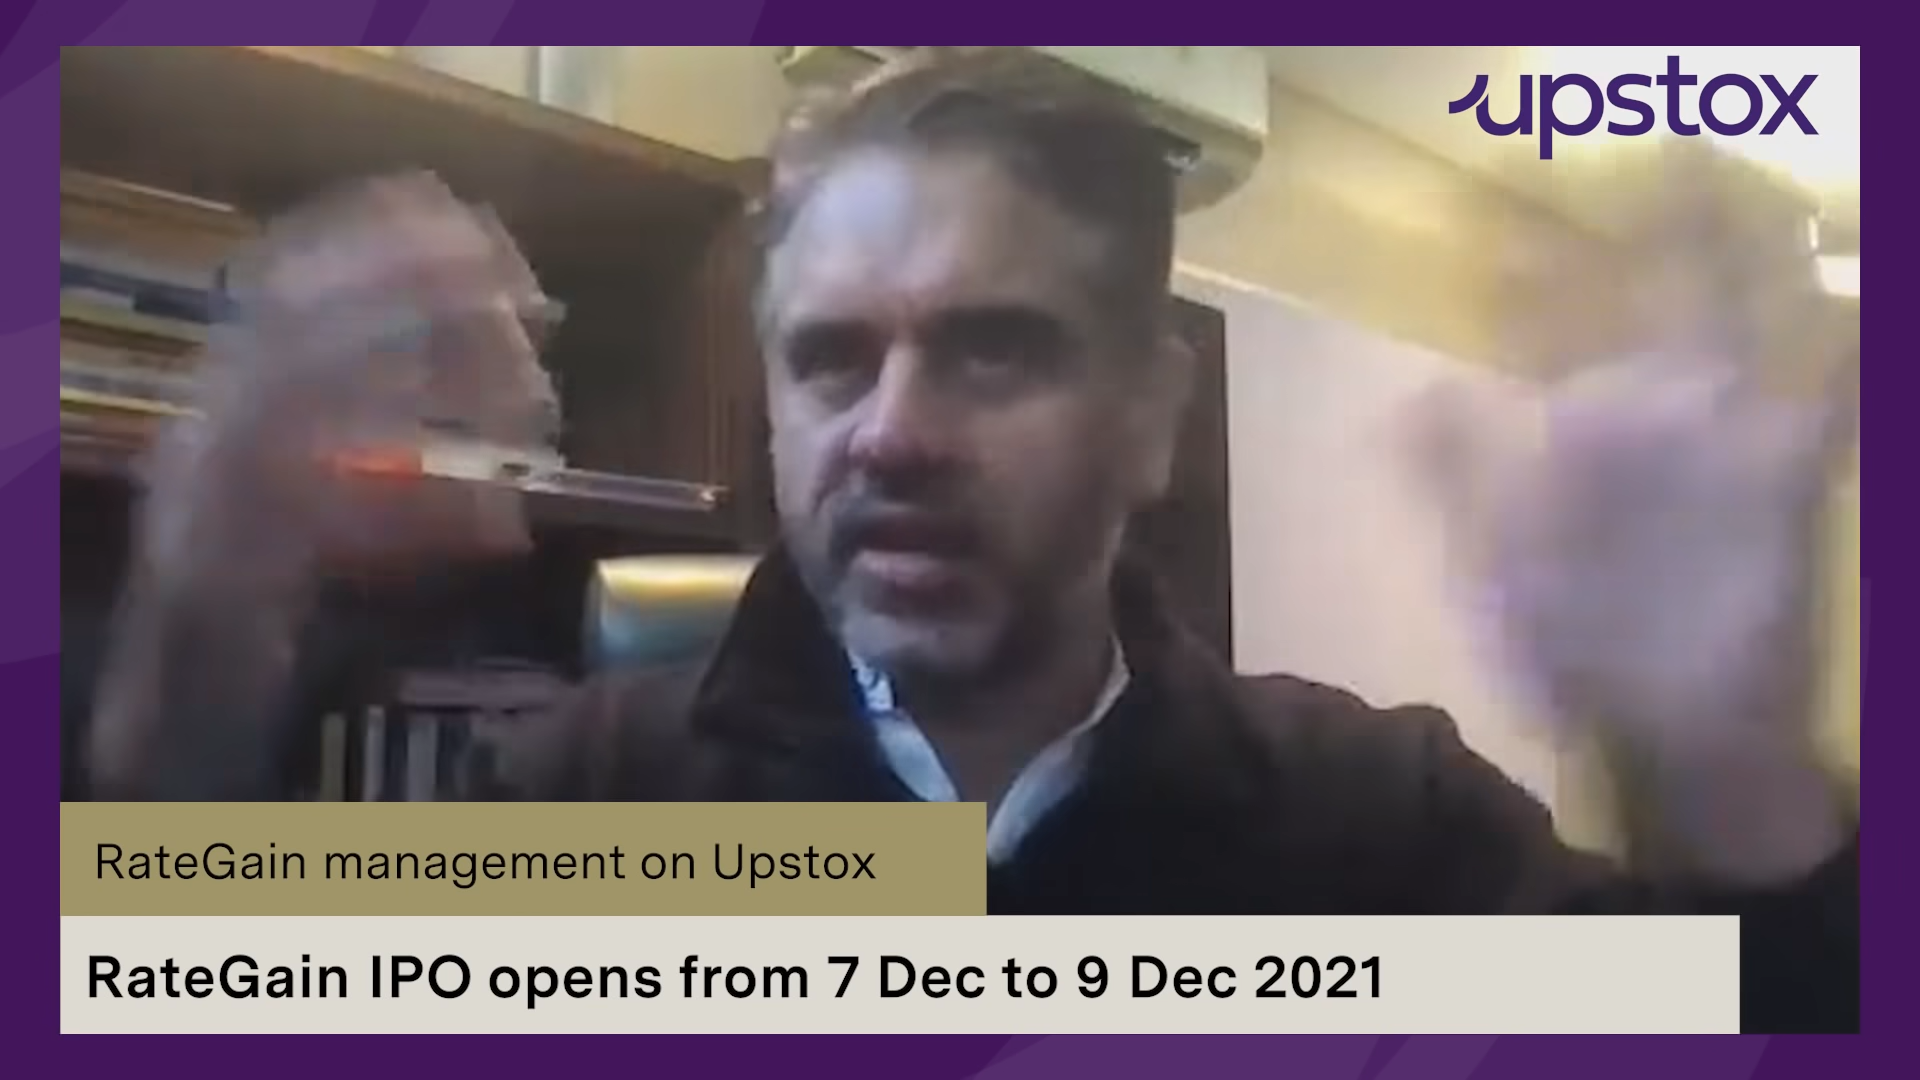 upstox
RateGain management on Upstox
RateGain IPO opens from 7 Dec to 9 Dec 2021